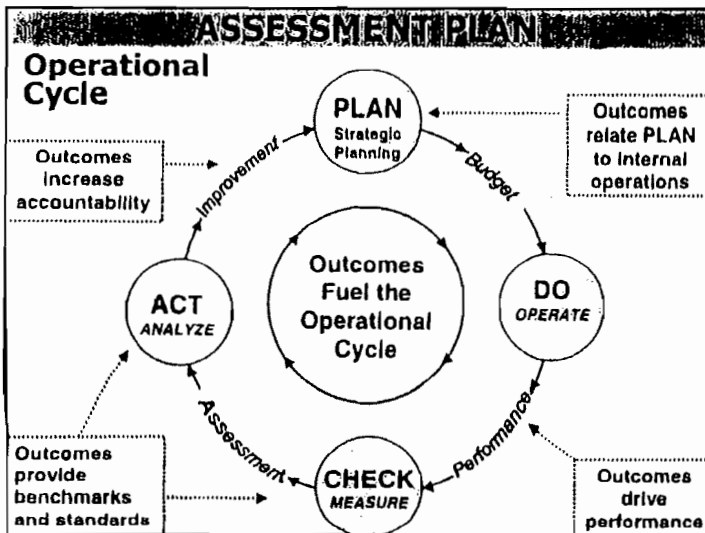 ASSESSMENT PLAN
Operational
Cycle
PLAN
Strategic
Planning
Outcomes
relate PLAN
to internal
operations
Outcomes
increase
accountability
Improvement
Budget
Outcomes
Fuel the
Operational
Cycle
ACT
ANALYZE
DO
OPERATE
Assessment
Performance
CHECK
MEASURE
Outcomes
provide
benchmarks
and standards
Outcomes
drive
performance